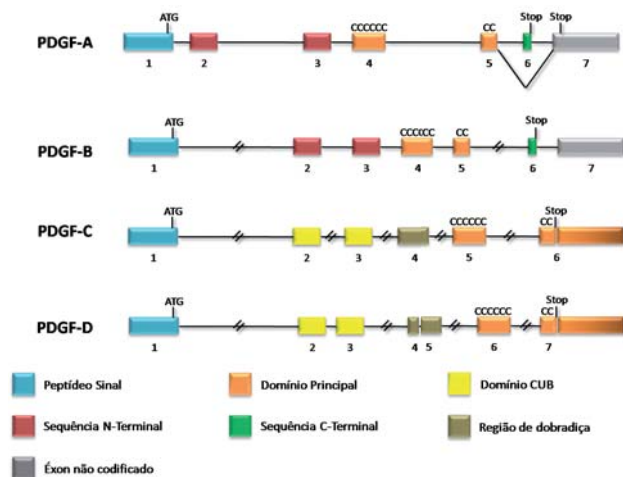 ATG CCCCCC CC Stop Stop
PDGF-A
1 2 3 4 5 6 7
ATG CCCCCC CC Stop
PDGF-B
1 2 3 4 5 6 7
ATG CCCCCC CC Stop
PDGF-C
1 2 3 4 5 6
ATG CCCCCC CC Stop
PDGF-D
1 2 3 4 5 6 7
Peptídeo Sinal Domínio Principal Domínio CUB
Sequência N-Terminal Sequência C-Terminal Região de dobradiça
Éxon não codificado